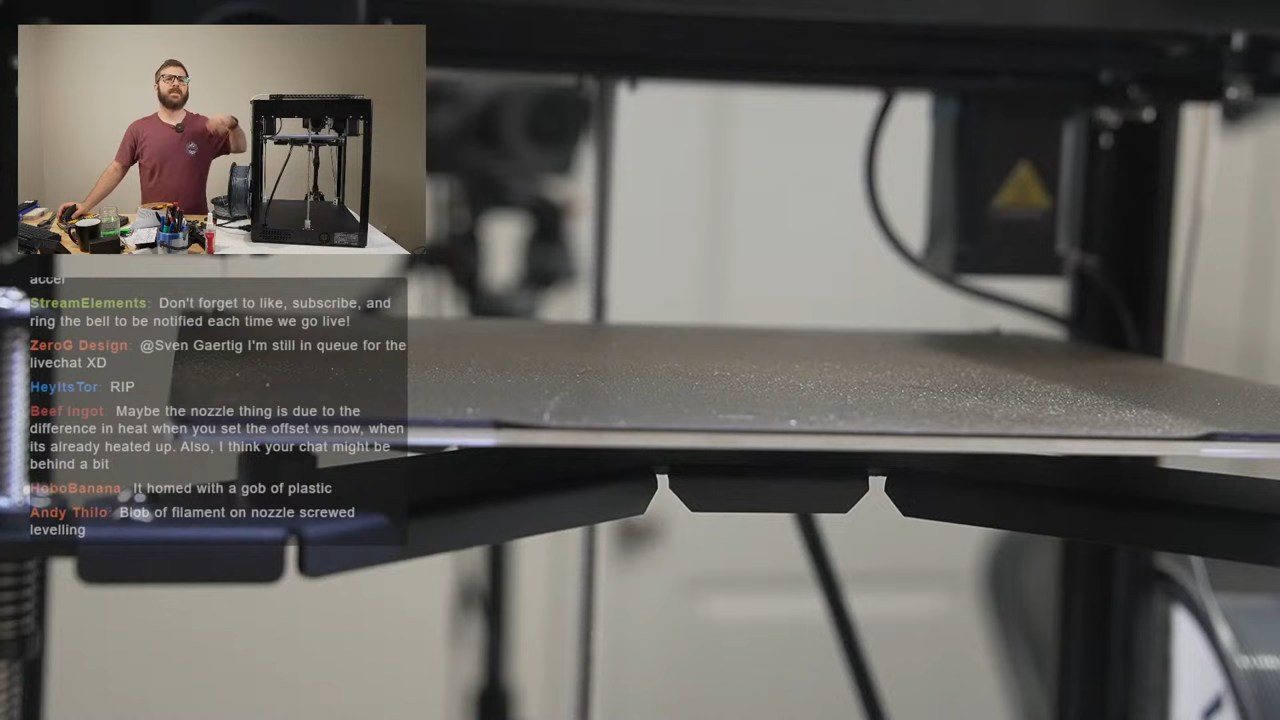 accel
StreamElements: Don't forget to like, subscribe, and
ring the bell to be notified each time we go live!
ZeroG Design: @Sven Gaertig I'm still in queue for the
livechat XD
HeyItsTor: RIP
Beef Ingot: Maybe the nozzle thing is due to the
difference in heat when you set the offset vs now, when
its already heated up. Also, I think your chat might be
behind a bit
HoboBanana: It homed with a gob of plastic
Andy Thilo: Blob of filament on nozzle screwed
levelling